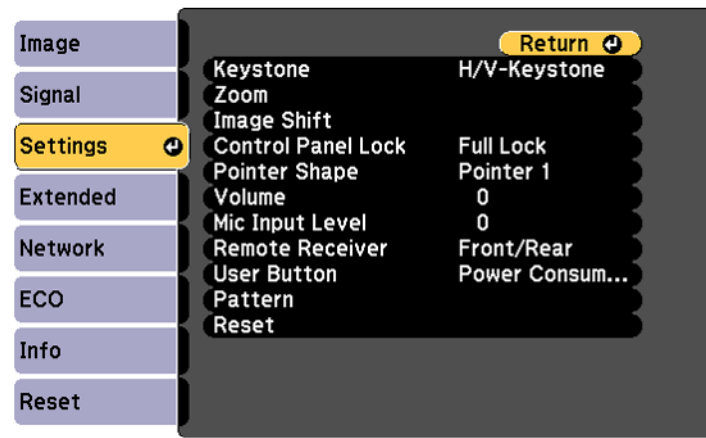 Image
Signal
Settings
Extended
Network
ECO
Info
Reset
Return
Keystone H/V-Keystone
Zoom
Image Shift
Control Panel Lock Full Lock
Pointer Shape Pointer 1
Volume 0
Mic Input Level 0
Remote Receiver Front/Rear
User Button Power Consum...
Pattern
Reset